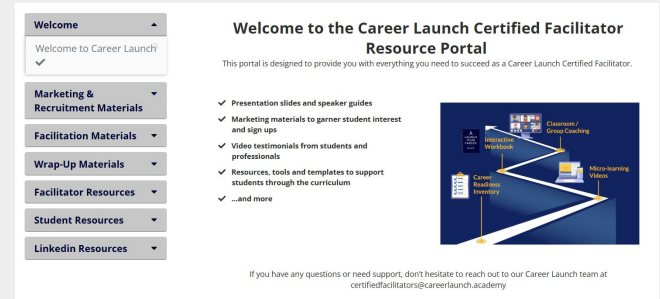 Welcome
Welcome to Career Launch
Marketing &
Recruitment Materials
Facilitation Materials
Wrap-Up Materials
Facilitator Resources
Student Resources
Linkedin Resources
Welcome to the Career Launch Certified Facilitator
Resource Portal
This portal is designed to provide you with everything you need to succeed as a Career Launch Certified Facilitator.
Presentation slides and speaker guides
Marketing materials to garner student interest
and sign ups
Video testimonials from students and
professionals
Resources, tools and templates to support
students through the curriculum
...and more
Classroom /
Group Coaching
LAUNCH
YOUR
CAREER
Interactive
Workbook
Micro-learning
Videos
Career
Readiness
Inventory
If you have any questions or need support, don't hesitate to reach out to our Career Launch team at
certifiedfacilitators@careerlaunch.academy